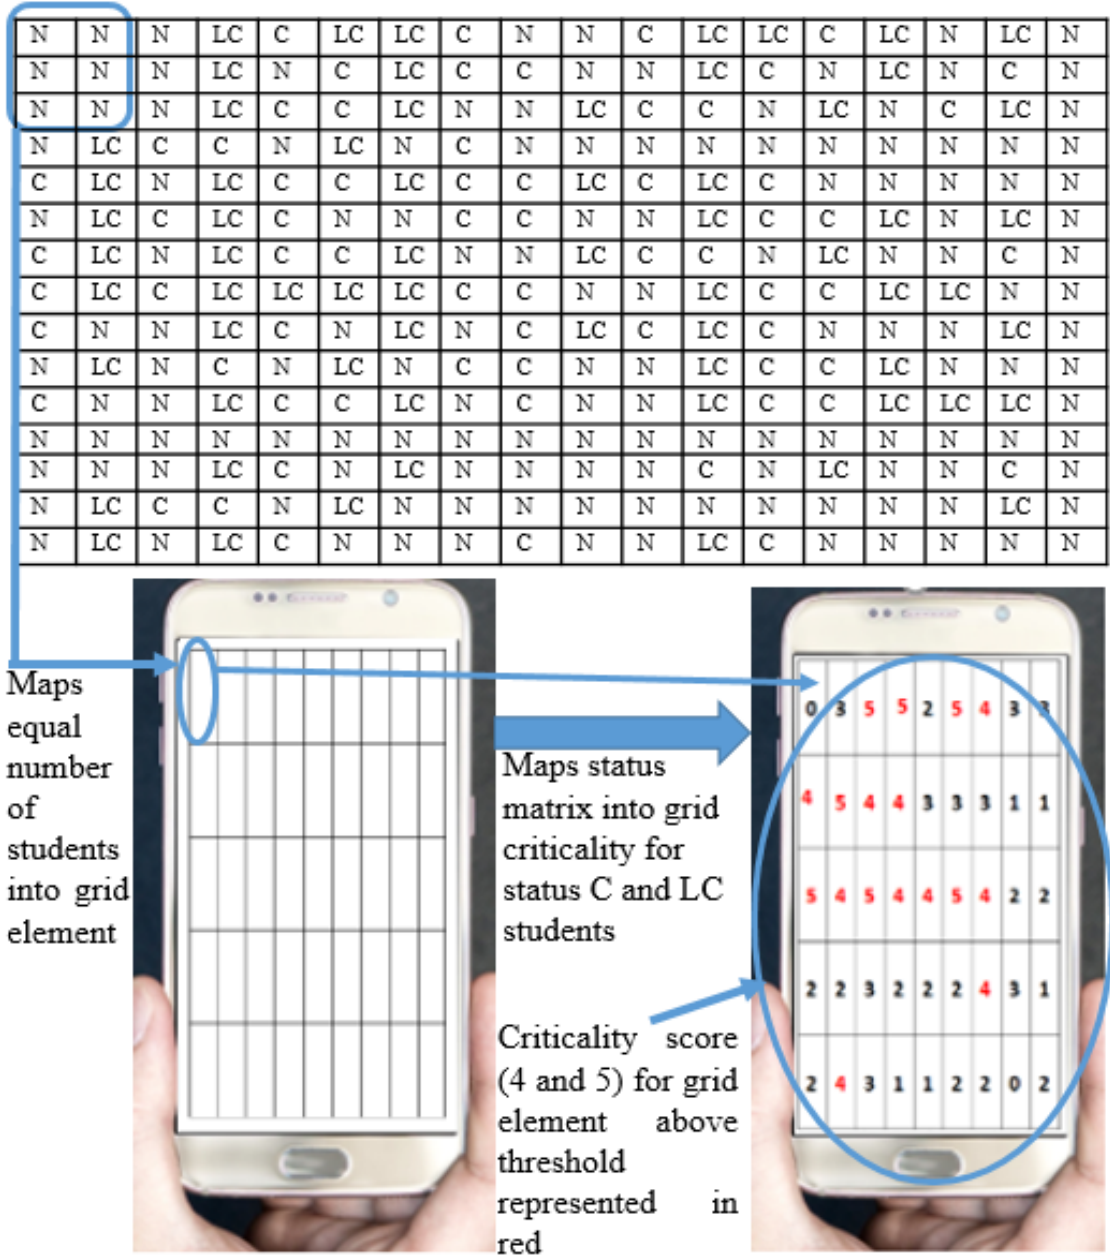 N N N LC C LC LC C N N C LC LC C LC N LC N
N N N LC N C LC C C N N LC C N LC N C N
N N N LC C C LC N N LC C C N LC N C LC N
N LC C C N LC N C N N N N N N N N N N
C LC N LC C C LC C C LC C LC C N N N N N
N LC C LC C N N C C N N LC C C LC N LC N
C LC N LC C C LC N N LC C C N LC N N C N
C LC C LC LC LC LC C C N N LC C C LC LC N N
C N N LC C N LC N C LC C LC C N N N LC N
N LC N C N LC N C C N N LC C C LC N N N
C N N LC C C LC N C N N LC C C LC LC LC N
N N N N N N N N N N N N N N N N N N
N N N LC C N LC N N N N C N LC N N C N
N LC C C N LC N N N N N N N N N N LC N
N LC N LC C N N N C N N LC C N N N N N
Maps
equal
number
of
students
into grid
element
Maps status
matrix into grid
criticality for
status C and LC
students
Criticality score
(4 and 5) for grid
element above
threshold
represented in
red
0 3 5 5 2 5 4 3 3
4 5 4 4 3 3 3 1 1
5 4 5 4 4 5 4 2 2
2 2 3 2 2 2 4 3 1
2 4 3 1 1 2 2 0 2